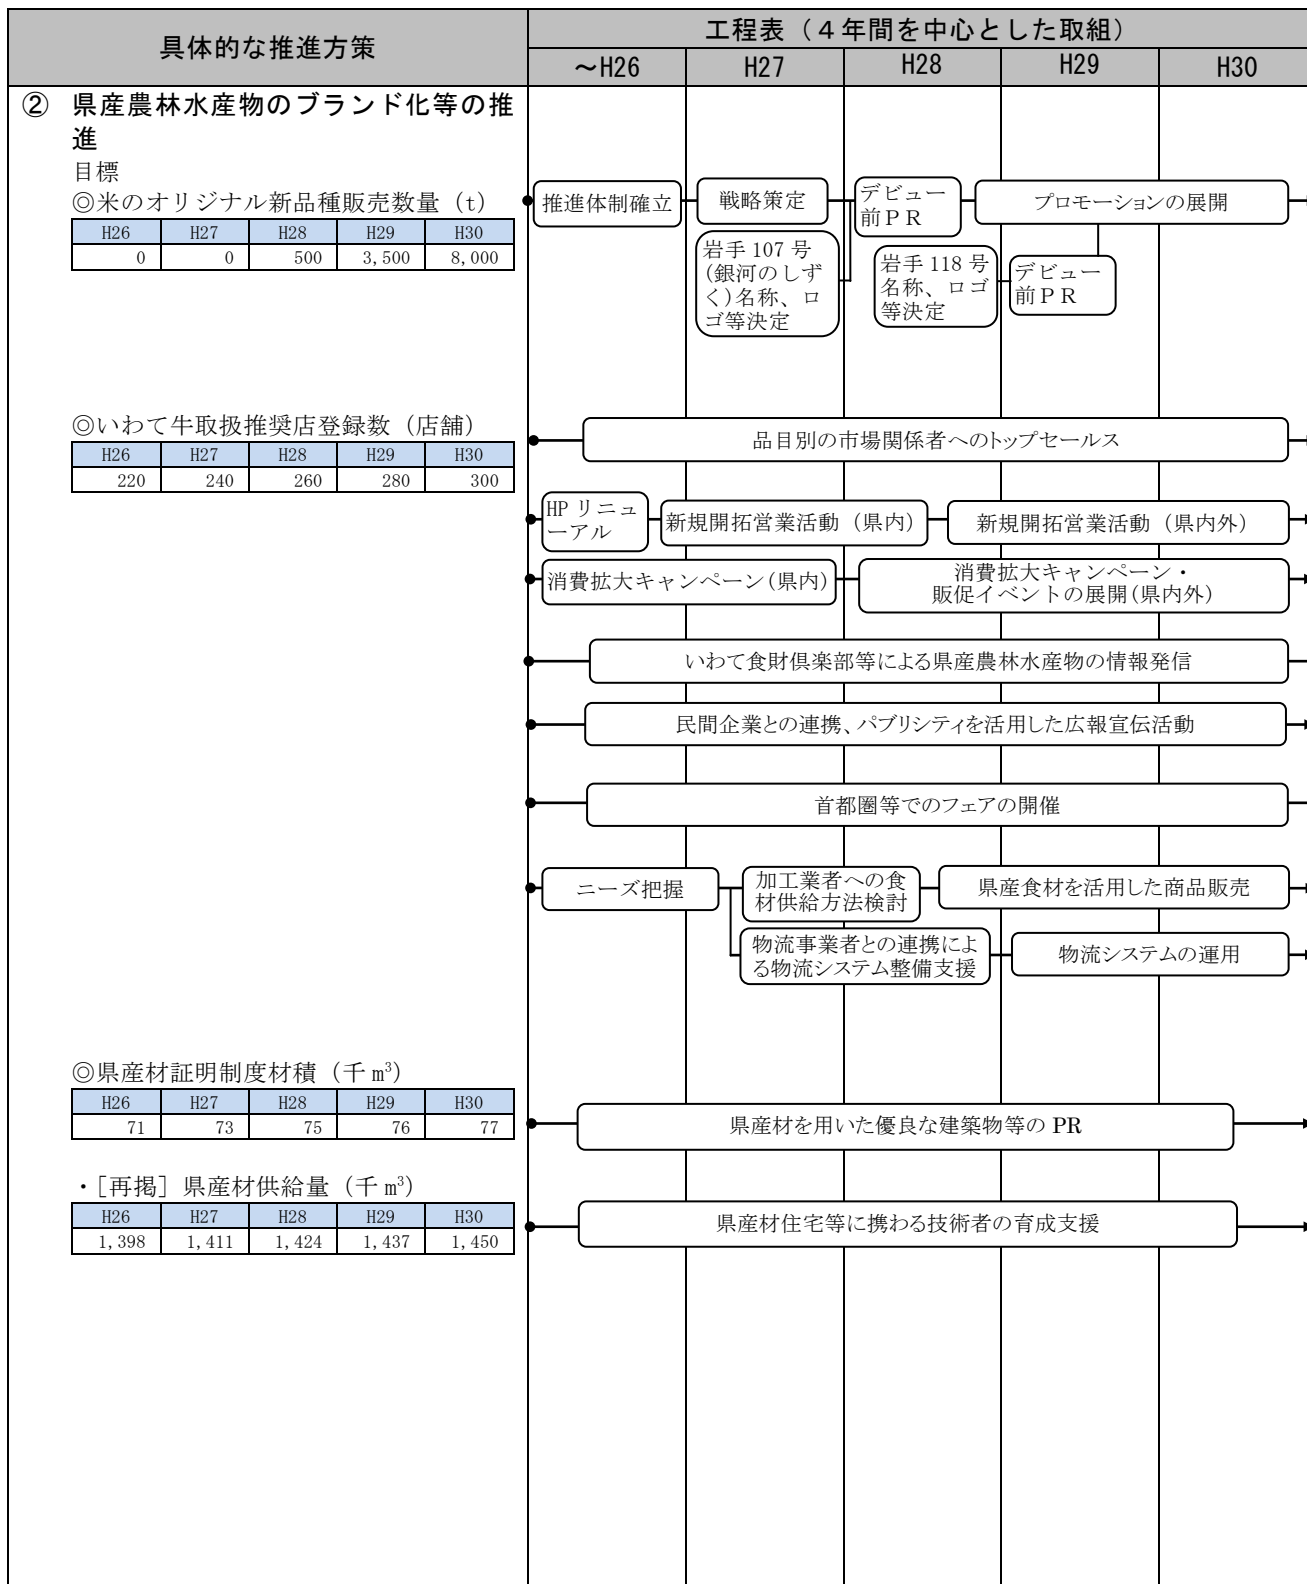 具体的な推進方策
工程表（４年間を中心とした取組）
～H26 H27 H28 H29 H30
② 県産農林水産物のブランド化等の推
進
目標
◎米のオリジナル新品種販売数量（t）
H26 H27 H28 H29 H30
0 0 500 3,500 8,000
推進体制確立
戦略策定
デビュー
前ＰＲ
プロモーションの展開
岩手 107 号
(銀河のしず
く)名称、ロ
ゴ等決定
岩手 118 号
名称、ロゴ
等決定
デビュー
前ＰＲ
◎いわて牛取扱推奨店登録数（店舗）
H26 H27 H28 H29 H30
220 240 260 280 300
品目別の市場関係者へのトップセールス
HP リニュ
ーアル
新規開拓営業活動（県内）
新規開拓営業活動（県内外）
消費拡大キャンペーン(県内)
消費拡大キャンペーン・
販促イベントの展開(県内外)
いわて食財倶楽部等による県産農林水産物の情報発信
民間企業との連携、パブリシティを活用した広報宣伝活動
首都圏等でのフェアの開催
ニーズ把握
加工業者への食
材供給方法検討
県産食材を活用した商品販売
物流事業者との連携によ
る物流システム整備支援
物流システムの運用
◎県産材証明制度材積（千 m³）
H26 H27 H28 H29 H30
71 73 75 76 77
県産材を用いた優良な建築物等の PR
・［再掲］県産材供給量（千 m³）
H26 H27 H28 H29 H30
1,398 1,411 1,424 1,437 1,450
県産材住宅等に携わる技術者の育成支援